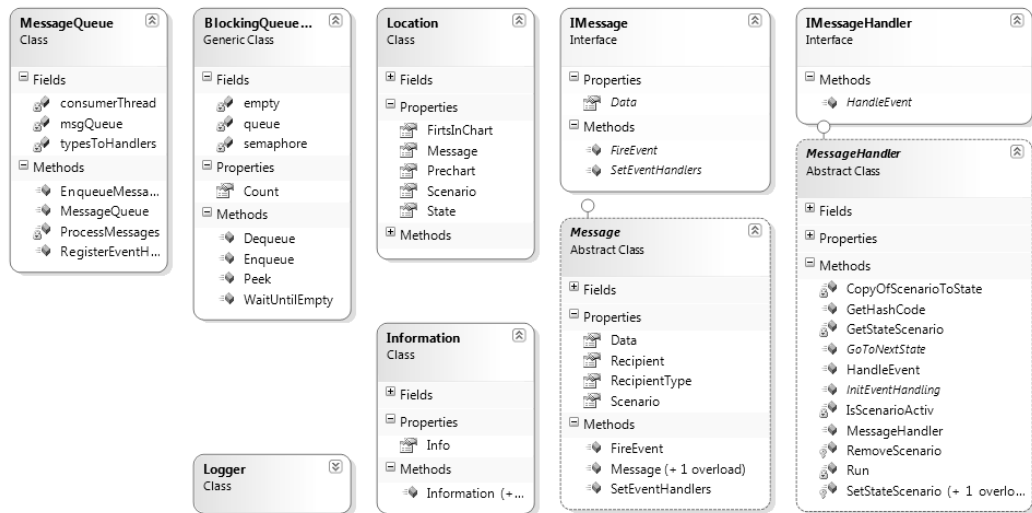 MessageQueue
Class
Fields
consumerThread
msgQueue
typesToHandlers
Methods
EnqueueMessa...
MessageQueue
ProcessMessages
RegisterEventH...
BlockingQueue...
Generic Class
Fields
empty
queue
semaphore
Properties
Count
Methods
Dequeue
Enqueue
Peek
WaitUntilEmpty
Logger
Class
Location
Class
Fields
Properties
FirtsInChart
Message
Prechart
Scenario
State
Methods
Information
Class
Fields
Properties
Info
Methods
Information (+...
IMessage
Interface
Properties
Data
Methods
FireEvent
SetEventHandlers
Message
Abstract Class
Fields
Properties
Data
Recipient
RecipientType
Scenario
Methods
FireEvent
Message (+ 1 overload)
SetEventHandlers
IMessageHandler
Interface
Methods
HandleEvent
MessageHandler
Abstract Class
Fields
Properties
Methods
CopyOfScenarioToState
GetHashCode
GetStateScenario
GoToNextState
HandleEvent
InitEventHandling
IsScenarioActiv
MessageHandler
RemoveScenario
Run
SetStateScenario (+ 1 overlo...